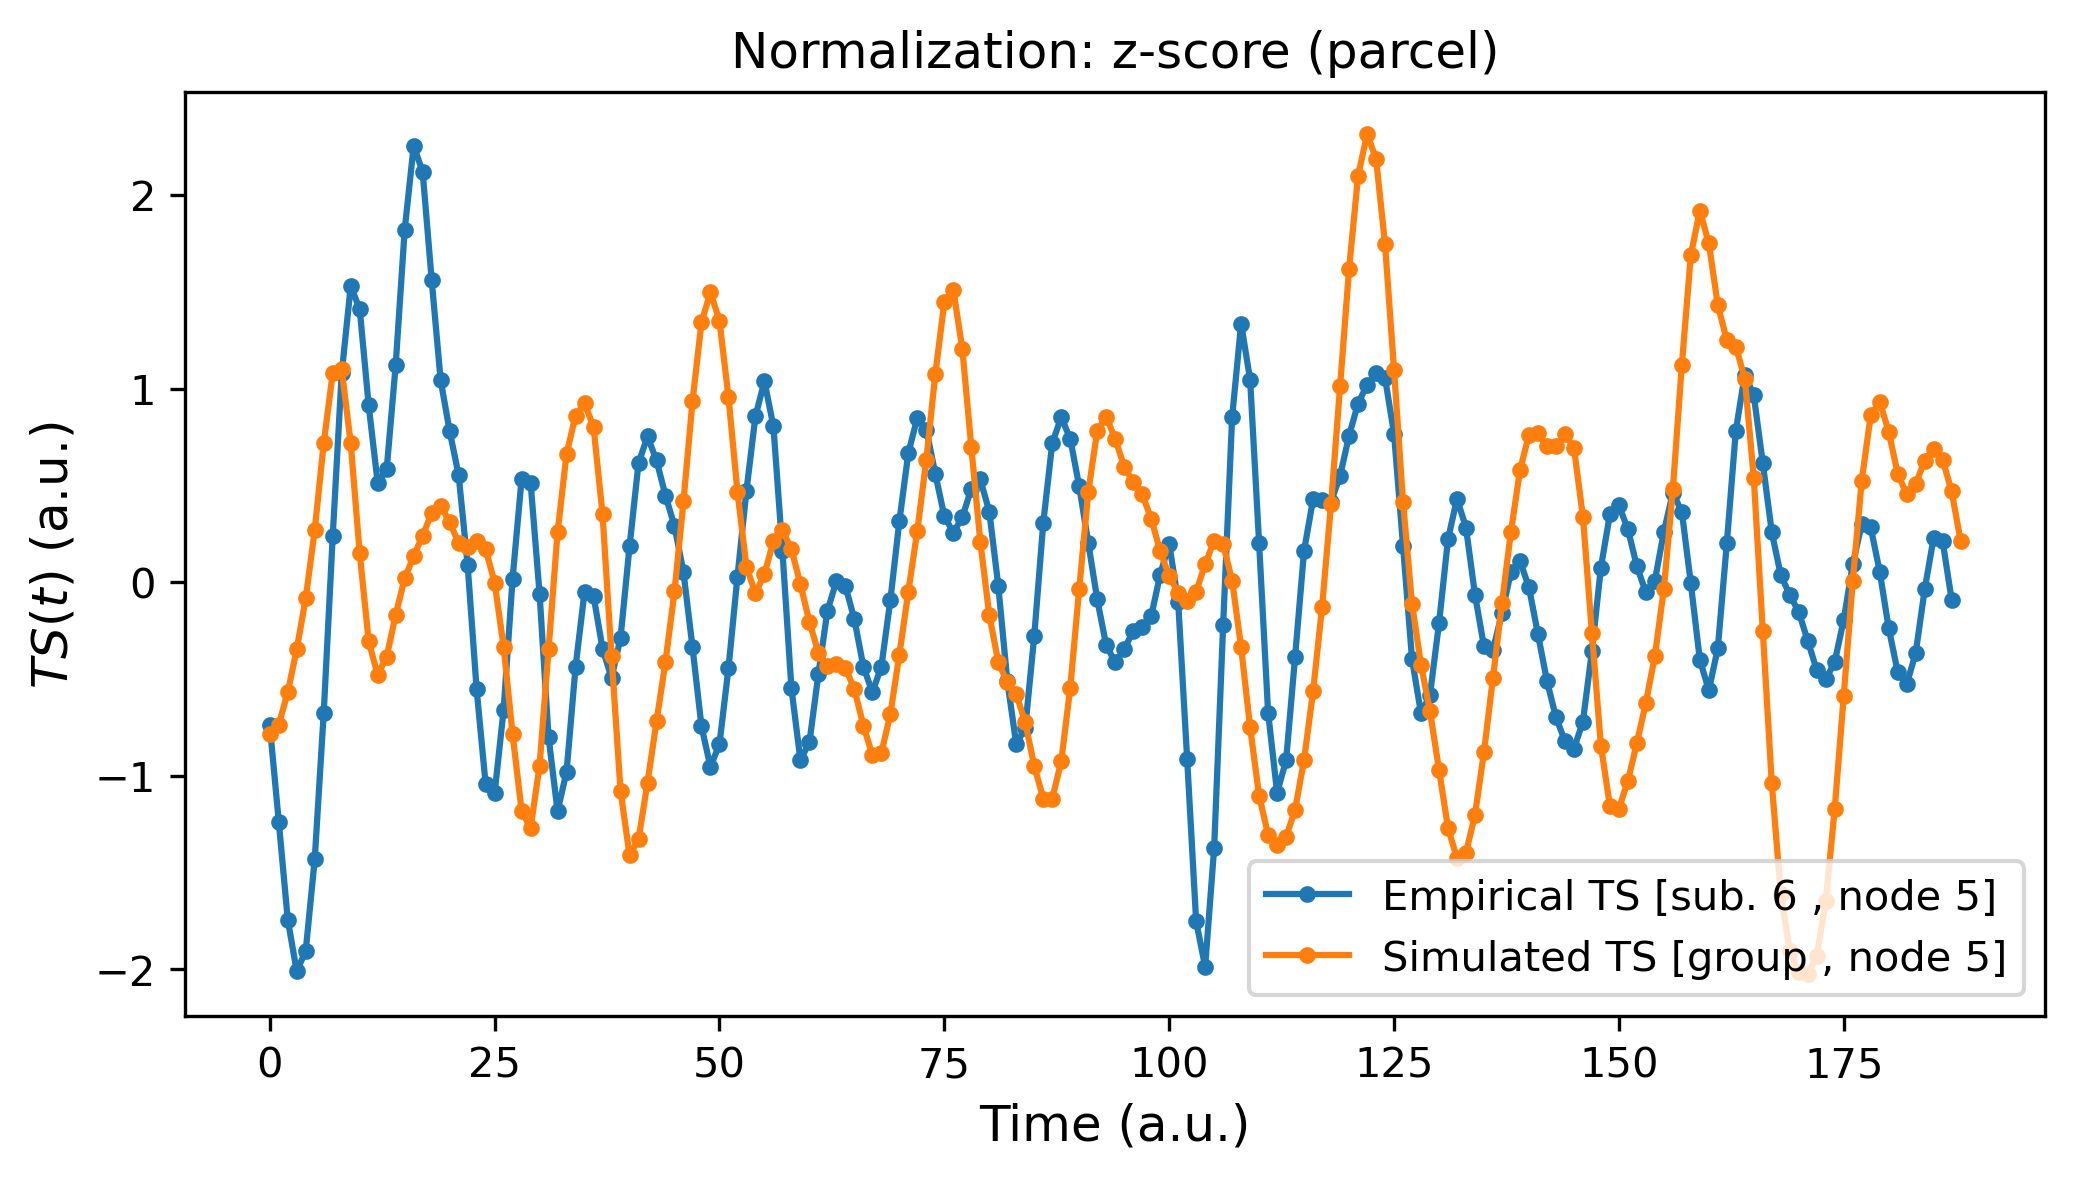 Normalization: z-score (parcel)
TS(t) (a.u.)
2
1
0
−1
−2
Empirical TS [sub. 6 , node 5]
Simulated TS [group , node 5]
0 25 50 75 100 125 150 175
Time (a.u.)